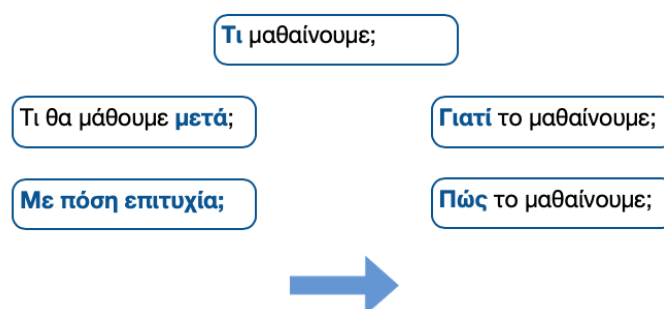 Τι μαθαίνουμε;
Τι θα μάθουμε μετά;
Γιατί το μαθαίνουμε;
Με πόση επιτυχία;
Πώς το μαθαίνουμε;